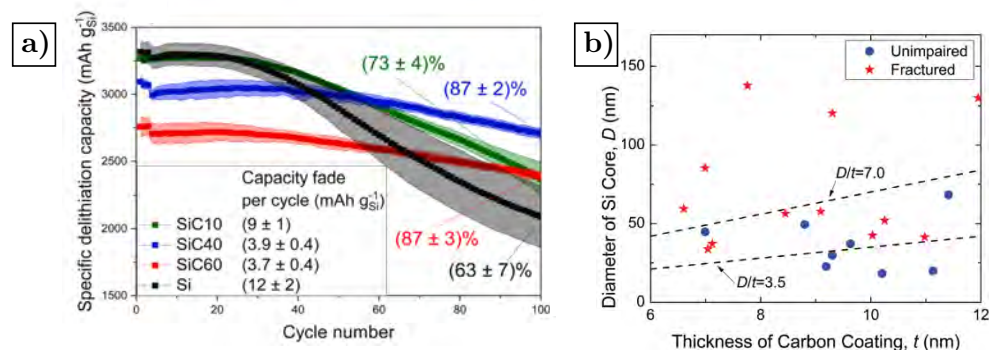 a)
Specific delithiation capacity (mAh g_Si^-1)
3500
3000
2500
2000
1500
(73 ± 4)%
(87 ± 2)%
Capacity fade
per cycle (mAh g_Si^-1)
SiC10 (9 ± 1)
SiC40 (3.9 ± 0.4)
SiC60 (3.7 ± 0.4)
Si (12 ± 2)
(87 ± 3)%
(63 ± 7)%
0 20 40 60 80 100
Cycle number
b)
Diameter of Si Core, D (nm)
150
100
50
0
Unimpaired
Fractured
D/t=7.0
D/t=3.5
6 8 10 12
Thickness of Carbon Coating, t (nm)